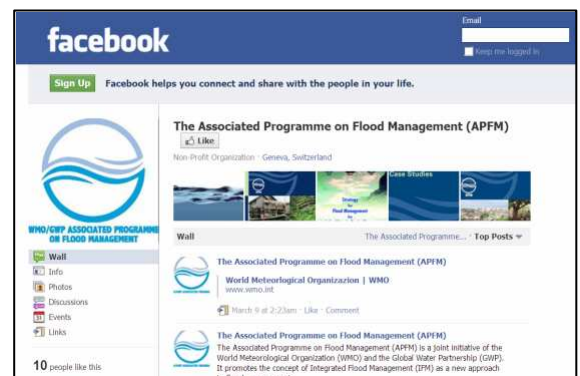 facebook
Email
Keep me logged in
Sign Up Facebook helps you connect and share with the people in your life.
The Associated Programme on Flood Management (APFM)
Like
Non-Profit Organization · Geneva, Switzerland
Strategy
for
Flood Management
Case Studies
WMO/GWP ASSOCIATED PROGRAMME
ON FLOOD MANAGEMENT
Wall
Info
Photos
Discussions
Events
Links
10 people like this
Wall The Associated Programme... · Top Posts
The Associated Programme on Flood Management (APFM)
World Meteorlogical Organizazion | WMO
www.wmo.int
March 9 at 2:23am · Like · Comment
The Associated Programme on Flood Management (APFM)
The Associated Programme on Flood Management (APFM) is a joint initiative of the
World Meteorological Organization (WMO) and the Global Water Partnership (GWP).
It promotes the concept of Integrated Flood Management (IFM) as a new approach